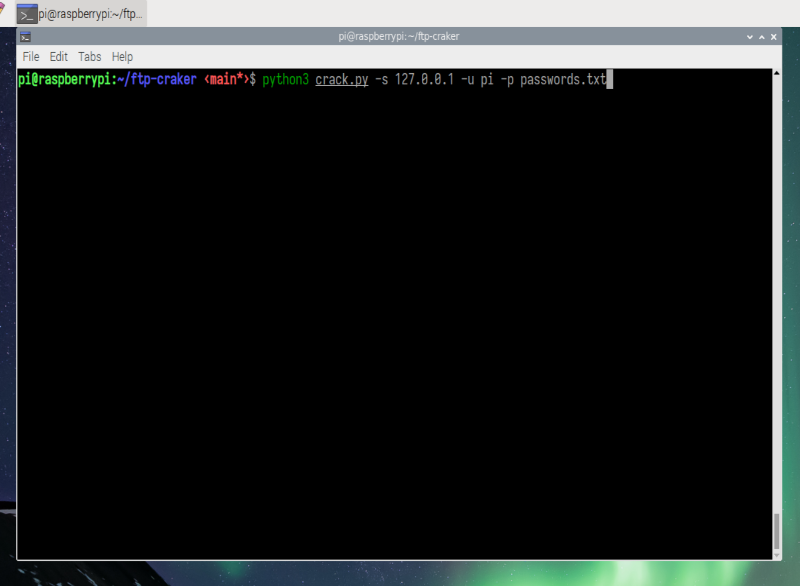 pi@raspberrypi:~/ftp...
pi@raspberrypi: ~/ftp-craker
File Edit Tabs Help
pi@raspberrypi:~/ftp-craker <main*>$ python3 crack.py -s 127.0.0.1 -u pi -p passwords.txt